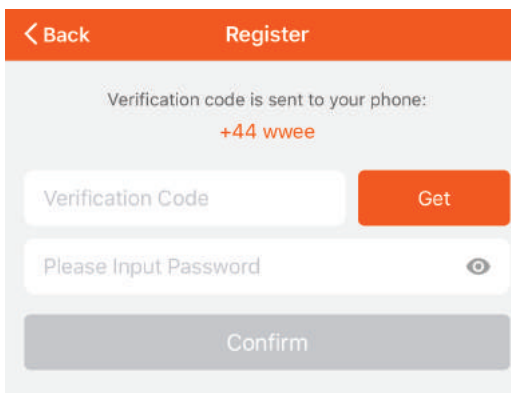 Back Register
Verification code is sent to your phone:
+44 wwee
Verification Code Get
Please Input Password
Confirm